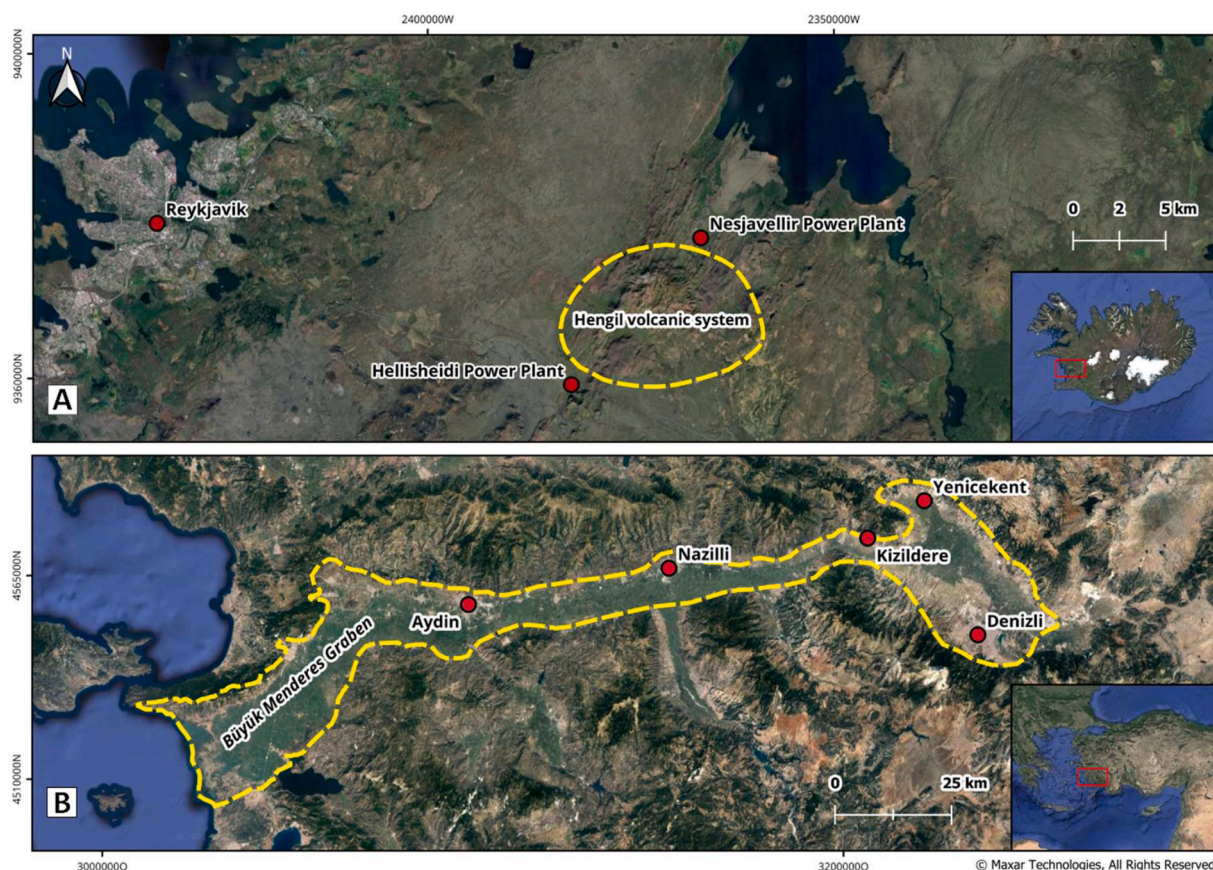 2400000W
2350000W
9400000N
N
Reykjavik
Nesjavellir Power Plant
0 2 5 km
Hengil volcanic system
Hellisheidi Power Plant
9360000N
A
Yenicekent
Nazilli
Kizildere
4565000N
Aydin
Denizli
Büyük Menderes Graben
4510000N
0 25 km
B
3000000O
3200000O
© Maxar Technologies, All Rights Reserved